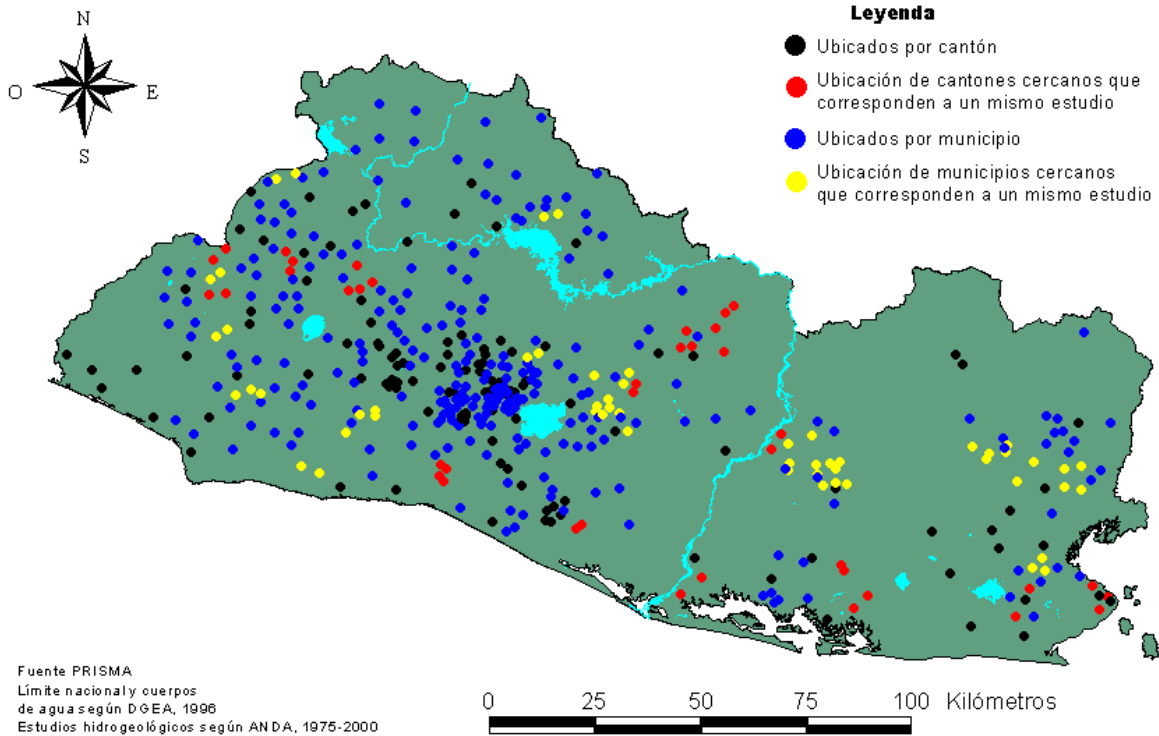 N
O
E
S
Leyenda
Ubicados por cantón
Ubicación de cantones cercanos que
corresponden a un mismo estudio
Ubicados por municipio
Ubicación de municipios cercanos
que corresponden a un mismo estudio
Fuente PRISMA
Límite nacional y cuerpos
de agua según DGEA, 1996
Estudios hidrogeológicos según ANDA, 1975-2000
0 25 50 75 100 Kilómetros